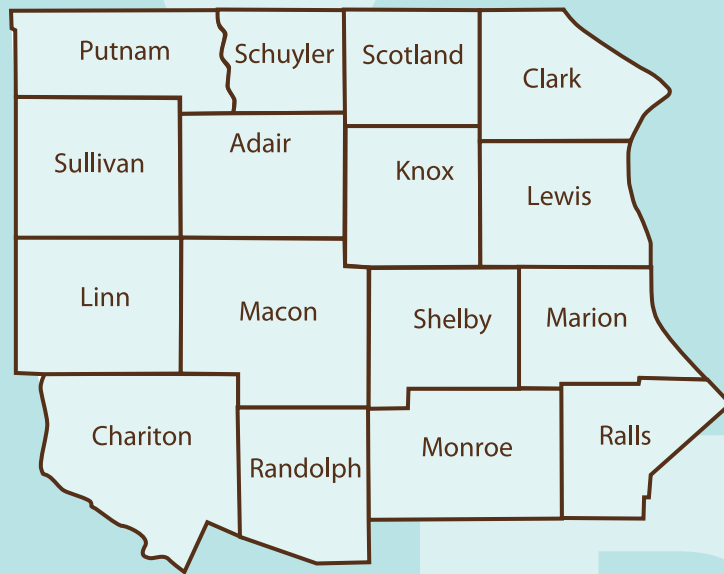 Putnam
Schuyler
Scotland
Clark
Sullivan
Adair
Knox
Lewis
Linn
Macon
Shelby
Marion
Chariton
Randolph
Monroe
Ralls